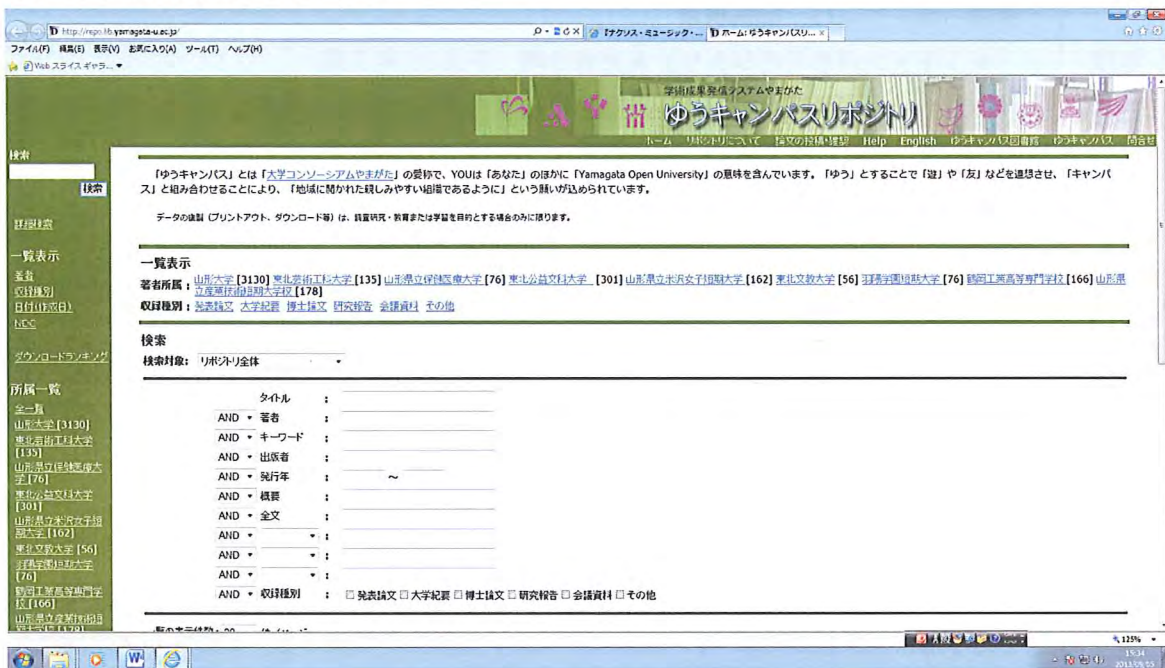 http://repo.lib.yamagata-u.ac.jp/
ナクソス・ミュージック・...
ホーム: ゆうキャンパスリ...
ファイル(F) 編集(E) 表示(V) お気に入り(A) ツール(T) ヘルプ(H)
Web スライス ギャラ...
学術成果発信システムやまがた
ゆうキャンパスリポジトリ
ホーム リポジトリについて 論文の投稿・確認 Help English ゆうキャンパス図書館 ゆうキャンパス 問合せ
検索
検索
詳細検索
一覧表示
著者
収録種別
日付(作成日)
NDC
ダウンロードランキング
所属一覧
全一覧
山形大学 [3130]
東北芸術工科大学
[135]
山形県立保健医療大
学 [76]
東北公益文科大学
[301]
山形県立米沢女子短
期大学 [162]
東北文教大学 [56]
羽陽学園短期大学
[76]
鶴岡工業高等専門学
校 [166]
山形県立産業技術短
「ゆうキャンパス」とは「大学コンソーシアムやまがた」の愛称で、YOUは「あなた」のほかに「Yamagata Open University」の意味を含んでいます。「ゆう」とすることで「遊」や「友」などを連想させ、「キャンパ
ス」と組み合わせることにより、「地域に開かれた親しみやすい組織であるように」という願いが込められています。
データの複製 (プリントアウト、ダウンロード等) は、調査研究・教育または学習を目的とする場合のみに限ります。
一覧表示
著者所属 : 山形大学 [3130] 東北芸術工科大学 [135] 山形県立保健医療大学 [76] 東北公益文科大学 [301] 山形県立米沢女子短期大学 [162] 東北文教大学 [56] 羽陽学園短期大学 [76] 鶴岡工業高等専門学校 [166] 山形県
立産業技術短期大学校 [178]
収録種別 : 発表論文 大学紀要 博士論文 研究報告 会議資料 その他
検索
検索対象: リポジトリ全体
タイトル :
AND 著者 :
AND キーワード :
AND 出版者 :
AND 発行年 : ～
AND 概要 :
AND 全文 :
AND :
AND :
AND :
AND 収録種別 : 発表論文 大学紀要 博士論文 研究報告 会議資料 その他
125%
15:34
2013/09/05